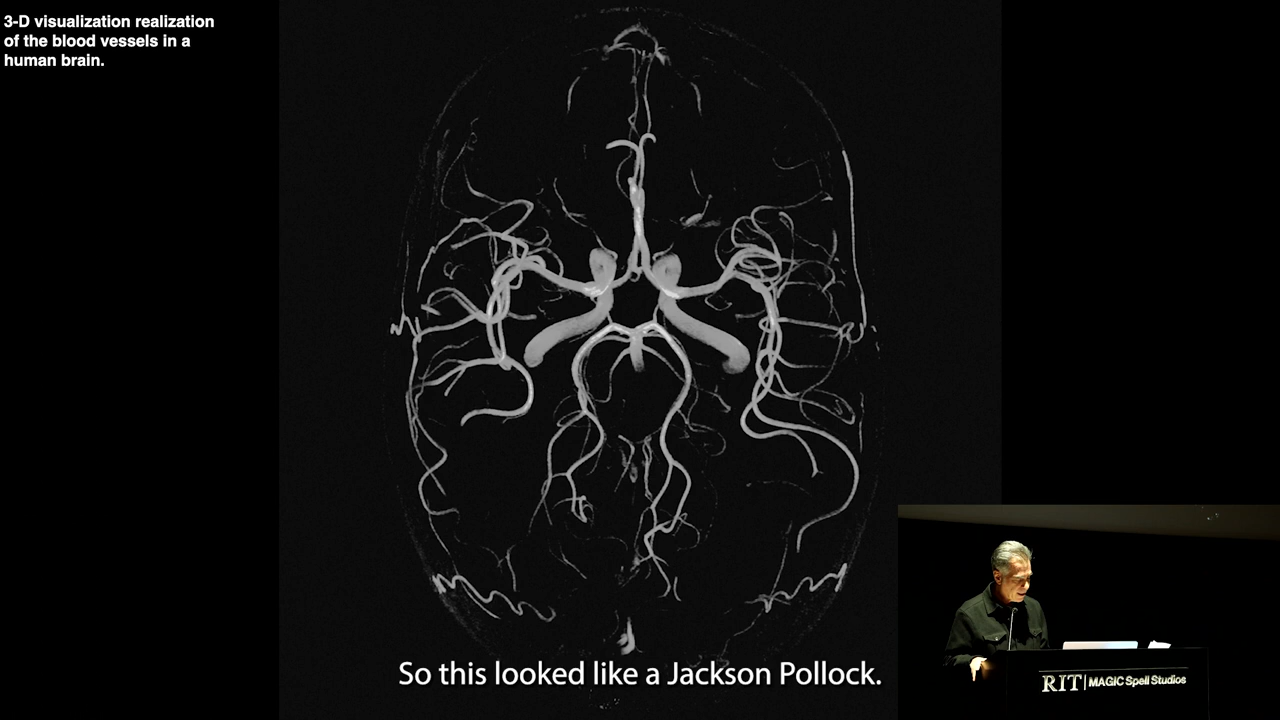 3-D visualization realization
of the blood vessels in a
human brain.
So this looked like a Jackson Pollock.
RIT | MAGIC Spell Studios